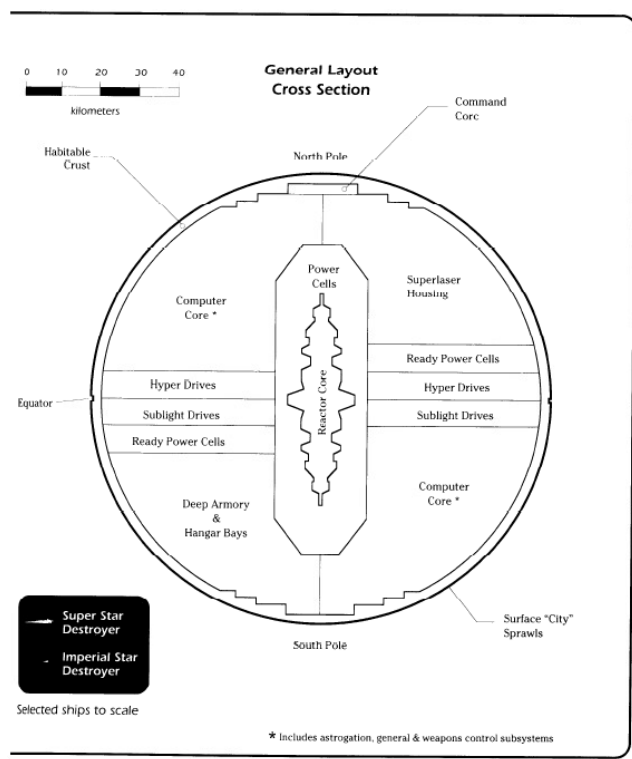 General Layout
Cross Section
0 10 20 30 40
kilometers
Command
Core
Habitable
Crust
North Pole
Power
Cells
Superlaser
Housing
Computer
Core *
Reactor Core
Ready Power Cells
Hyper Drives
Hyper Drives
Equator
Sublight Drives
Sublight Drives
Ready Power Cells
Computer
Core *
Deep Armory
&
Hangar Bays
Super Star
Destroyer
Imperial Star
Destroyer
Surface "City"
Sprawls
South Pole
Selected ships to scale
* Includes astrogation, general & weapons control subsystems